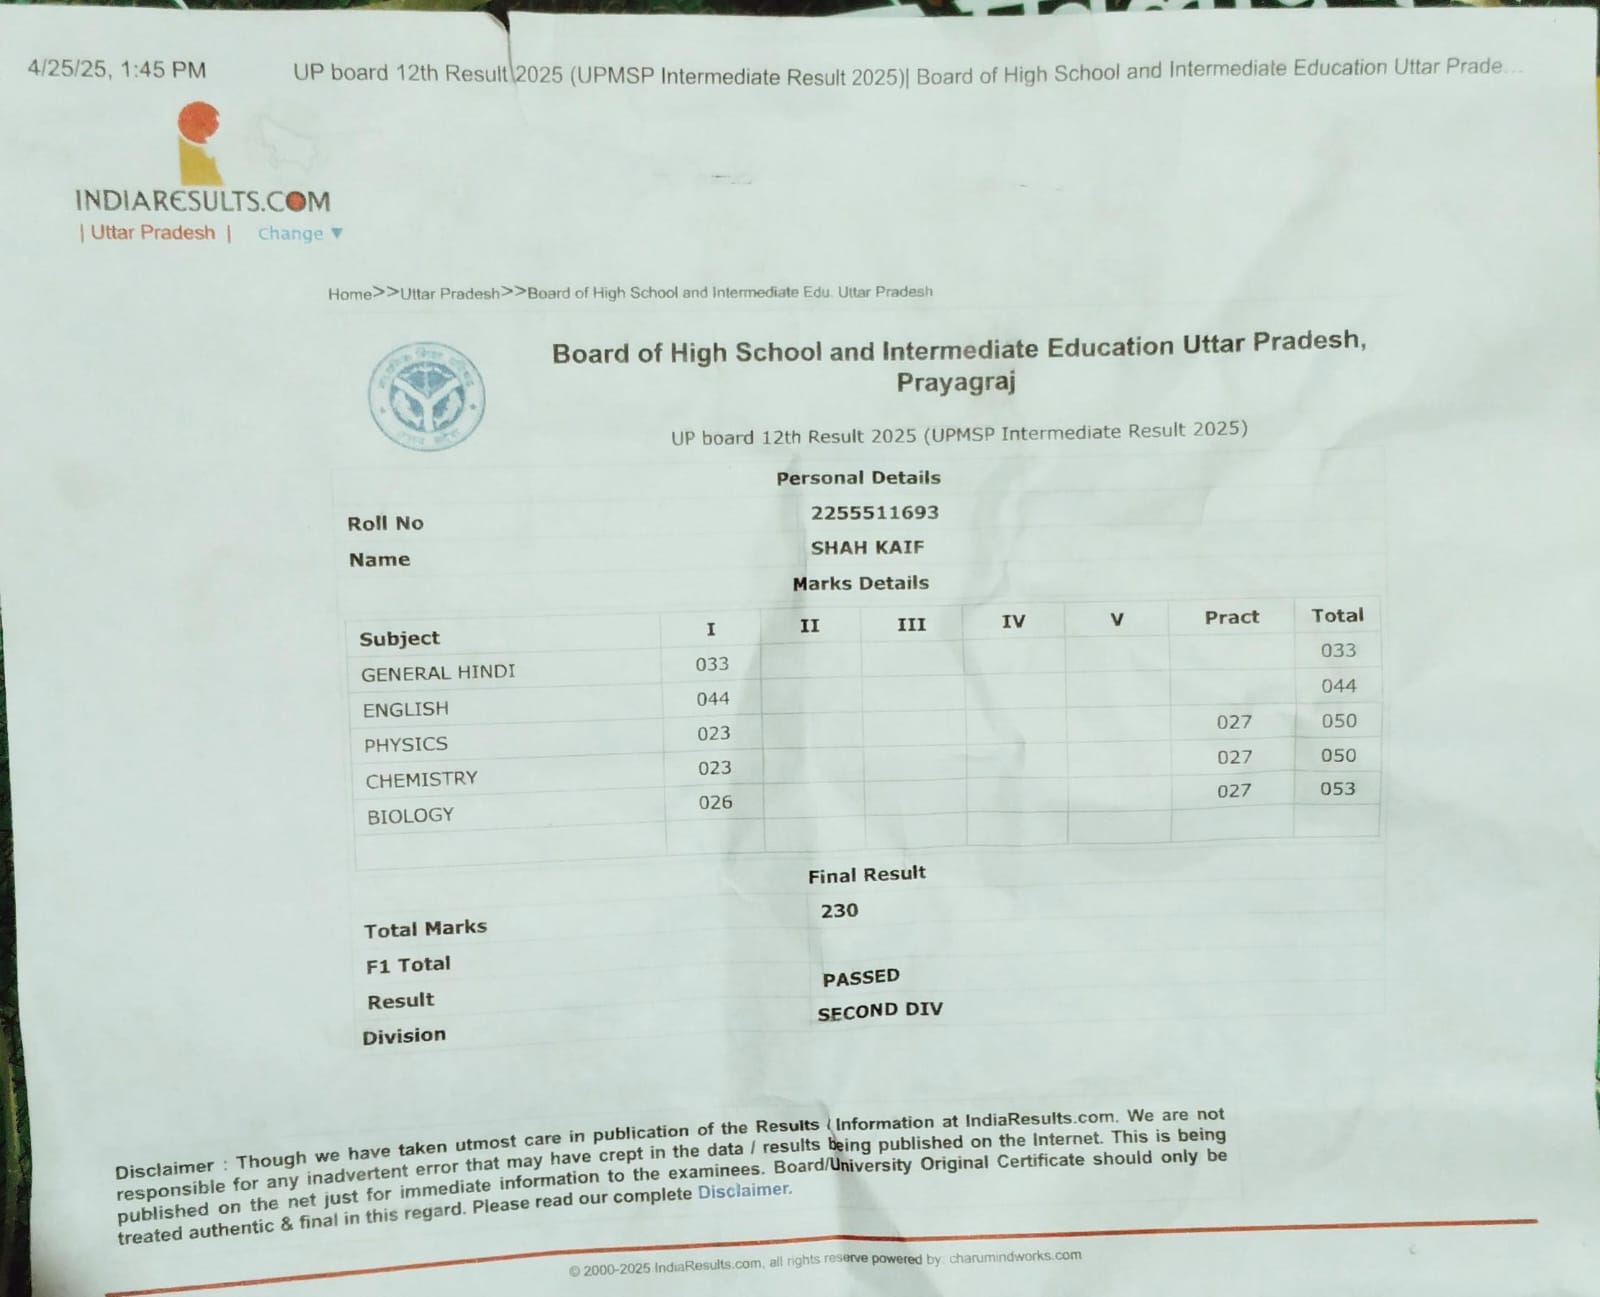 4/25/25, 1:45 PM UP board 12th Result 2025 (UPMSP Intermediate Result 2025)| Board of High School and Intermediate Education Uttar Prade...
INDIARESULTS.COM
| Uttar Pradesh | Change ▼
Home>>Uttar Pradesh>>Board of High School and Intermediate Edu. Uttar Pradesh
Board of High School and Intermediate Education Uttar Pradesh,
Prayagraj
UP board 12th Result 2025 (UPMSP Intermediate Result 2025)
Personal Details
Roll No 2255511693
Name SHAH KAIF
Marks Details
Subject I II III IV V Pract Total
GENERAL HINDI 033 033
ENGLISH 044 044
PHYSICS 023 027 050
CHEMISTRY 023 027 050
BIOLOGY 026 027 053
Final Result
Total Marks 230
F1 Total
Result PASSED
Division SECOND DIV
Disclaimer : Though we have taken utmost care in publication of the Results / Information at IndiaResults.com. We are not
responsible for any inadvertent error that may have crept in the data / results being published on the Internet. This is being
published on the net just for immediate information to the examinees. Board/University Original Certificate should only be
treated authentic & final in this regard. Please read our complete Disclaimer.
© 2000-2025 IndiaResults.com, all rights reserve powered by: charumindworks.com